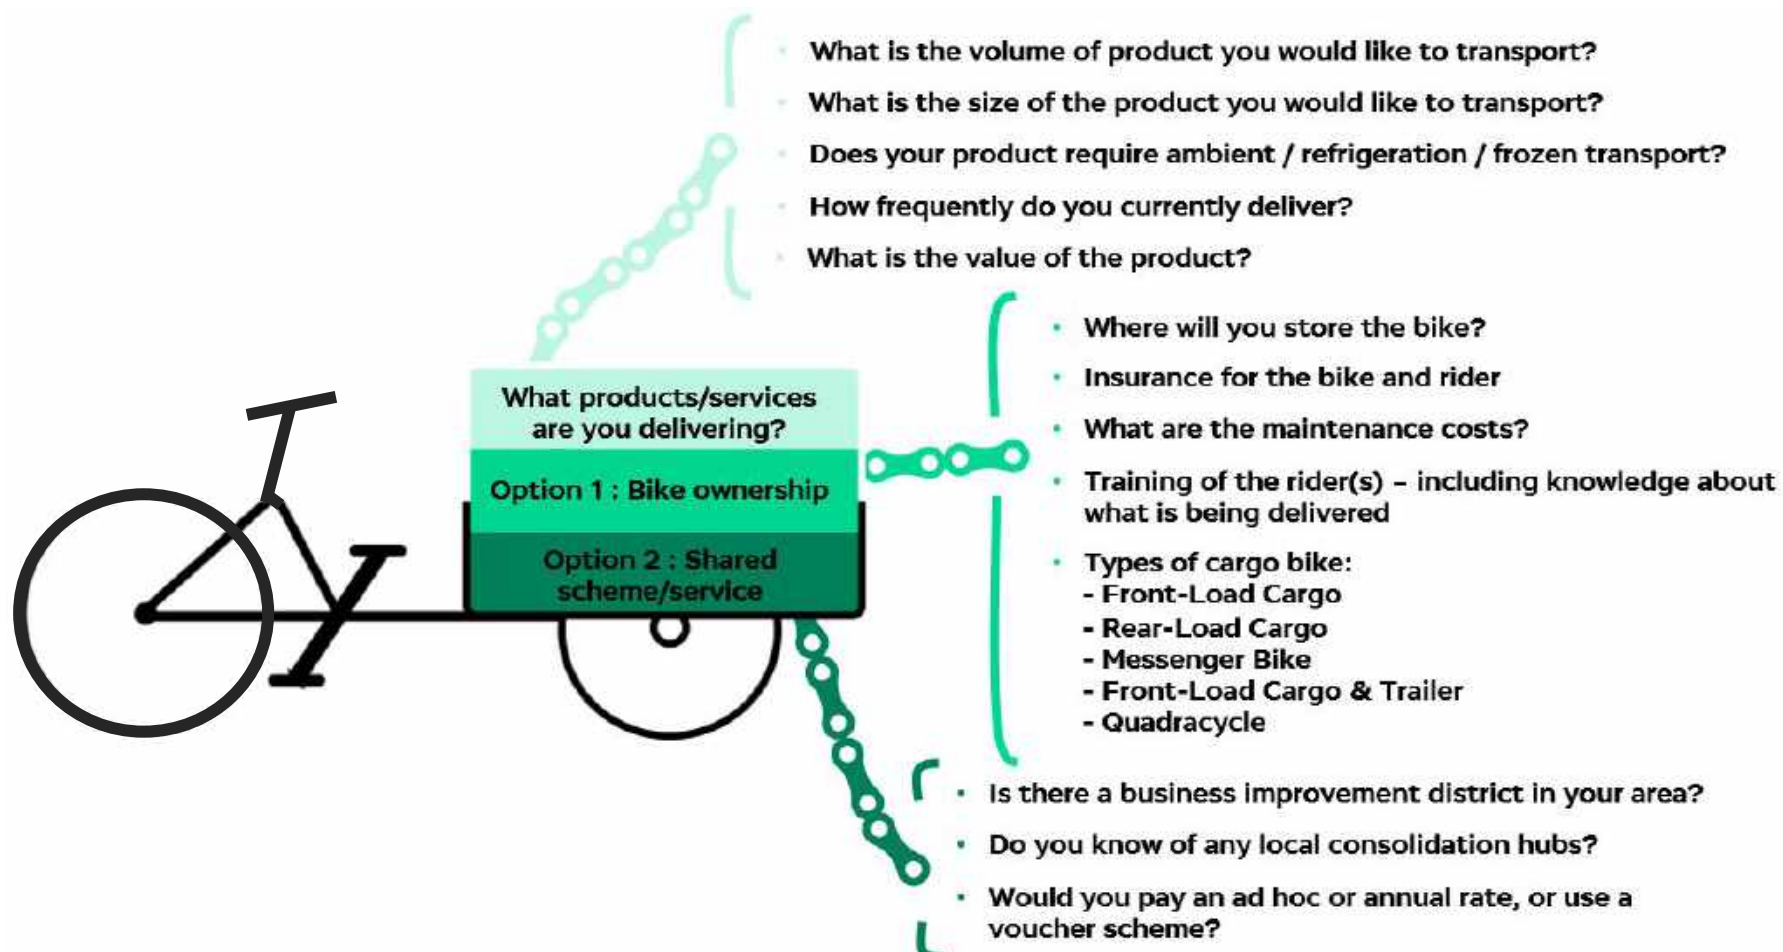 • What is the volume of product you would like to transport?
• What is the size of the product you would like to transport?
• Does your product require ambient / refrigeration / frozen transport?
• How frequently do you currently deliver?
• What is the value of the product?
What products/services
are you delivering?
Option 1 : Bike ownership
Option 2 : Shared
scheme/service
• Where will you store the bike?
• Insurance for the bike and rider
• What are the maintenance costs?
• Training of the rider(s) – including knowledge about
what is being delivered
• Types of cargo bike:
- Front-Load Cargo
- Rear-Load Cargo
- Messenger Bike
- Front-Load Cargo & Trailer
- Quadracycle
• Is there a business improvement district in your area?
• Do you know of any local consolidation hubs?
• Would you pay an ad hoc or annual rate, or use a
voucher scheme?